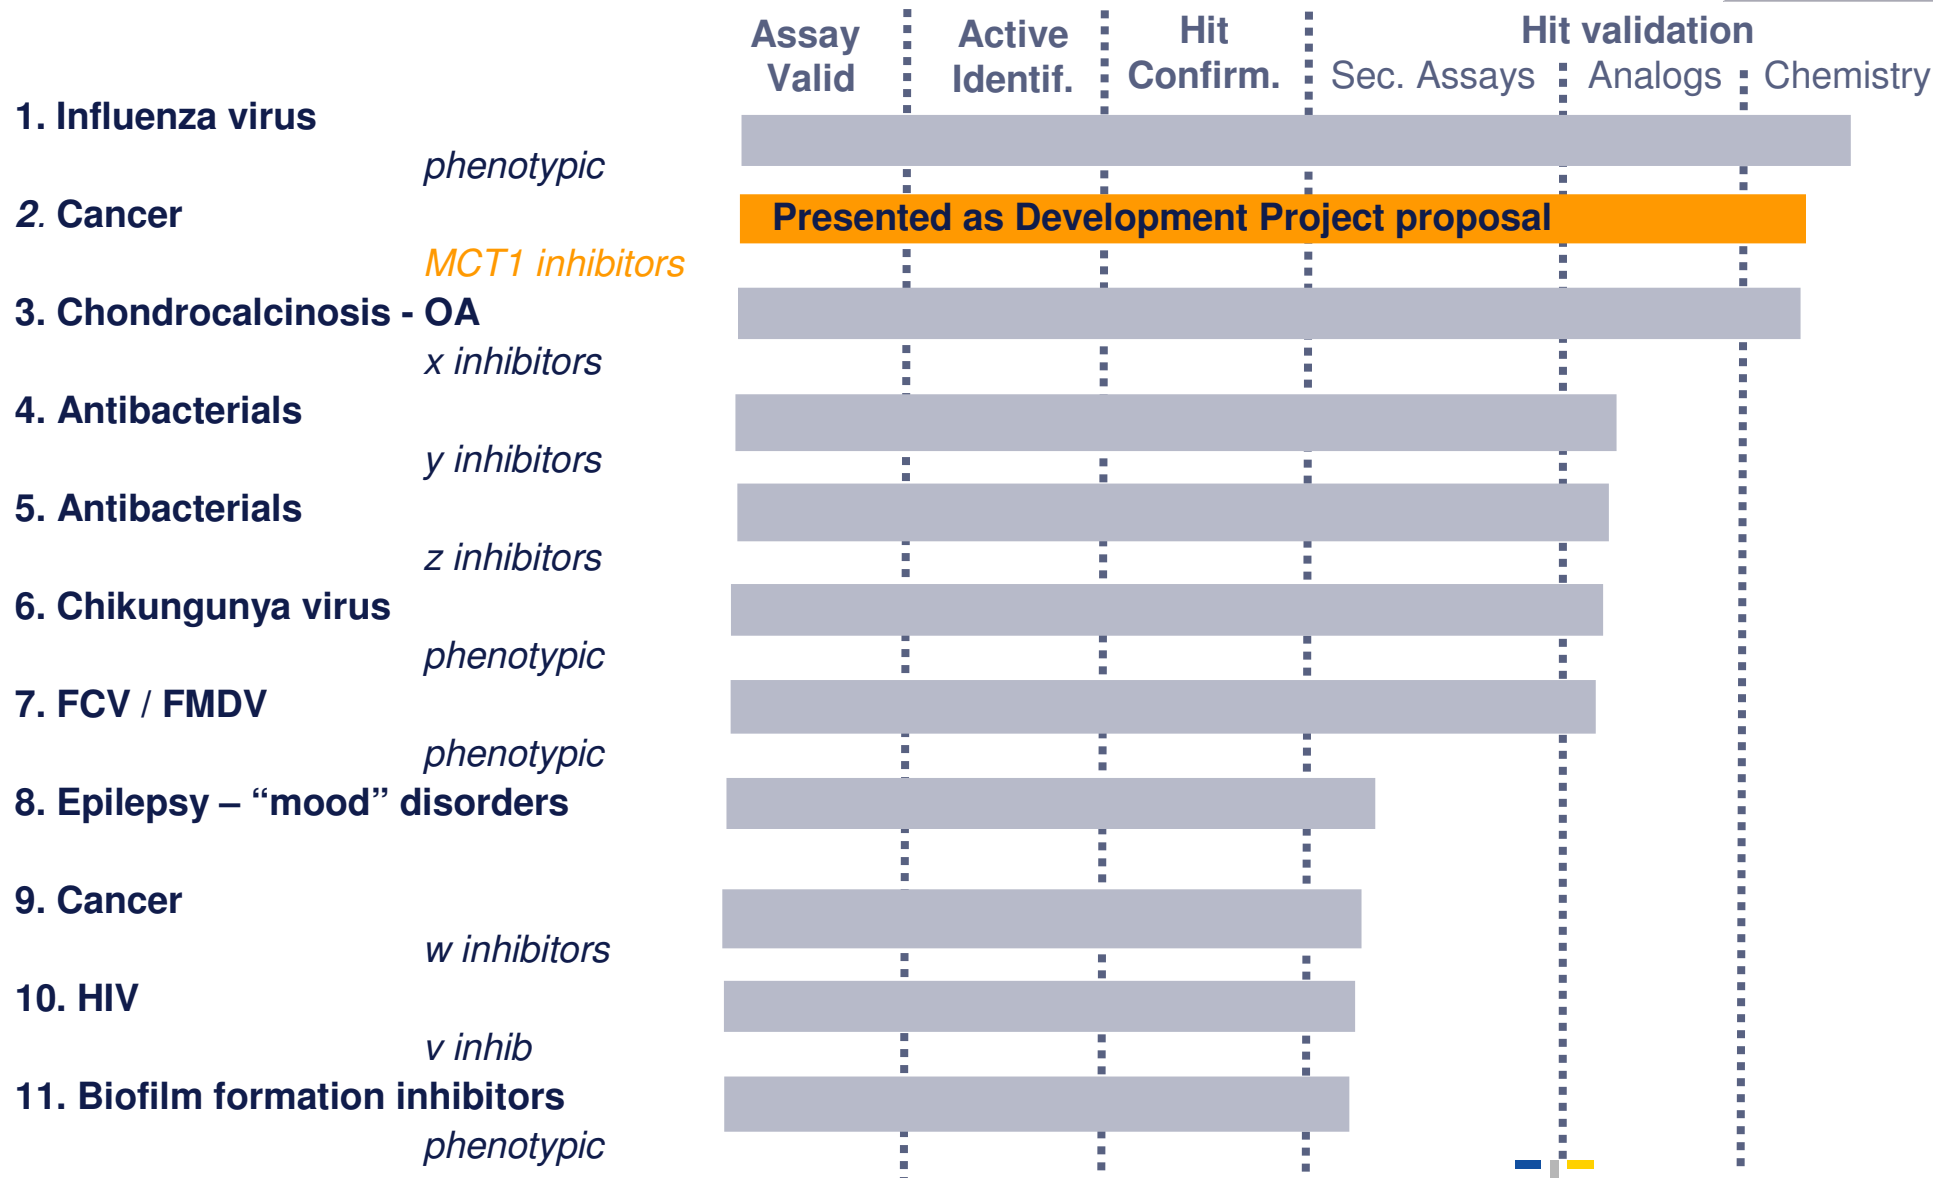 Assay Valid
Active Identif.
Hit Confirm.
Hit validation
Sec. Assays
Analogs
Chemistry
1. Influenza virus
phenotypic
2. Cancer
Presented as Development Project proposal
MCT1 inhibitors
3. Chondrocalcinosis - OA
x inhibitors
4. Antibacterials
y inhibitors
5. Antibacterials
z inhibitors
6. Chikungunya virus
phenotypic
7. FCV / FMDV
phenotypic
8. Epilepsy – “mood” disorders
9. Cancer
w inhibitors
10. HIV
v inhib
11. Biofilm formation inhibitors
phenotypic